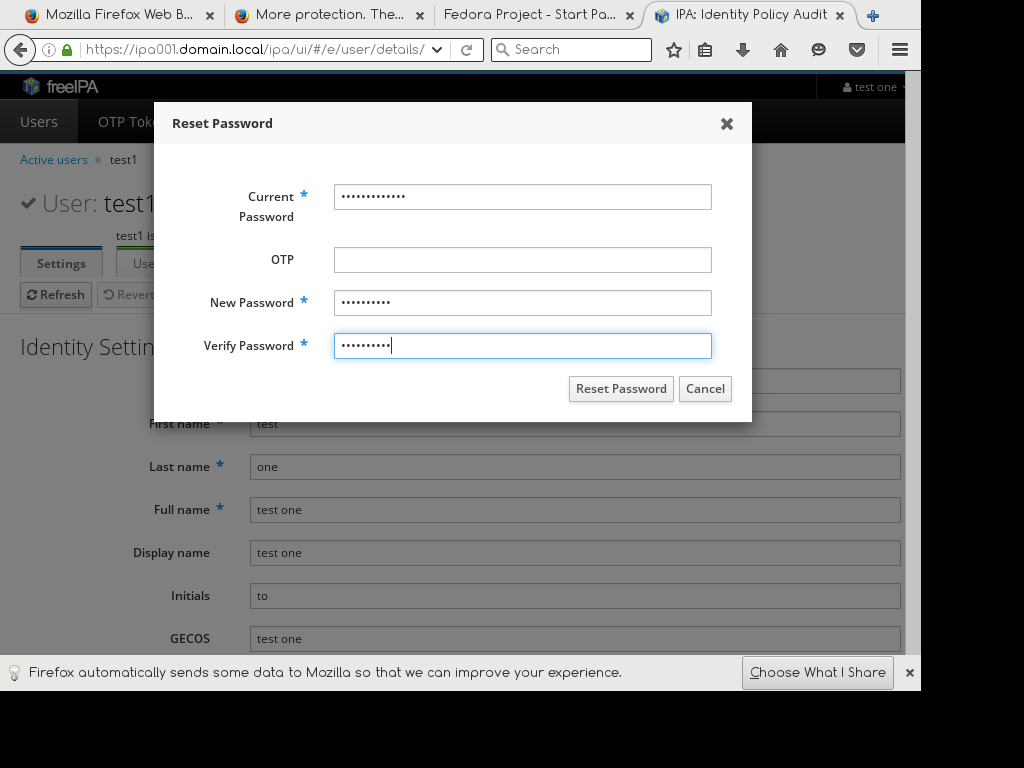 Mozilla Firefox Web B... × More protection. The... × Fedora Project - Start Pa... × IPA: Identity Policy Audit ×
https://ipa001.domain.local/ipa/ui/#/e/user/details/ Search
freeIPA test one
Users OTP Tok
Reset Password
Active users » test1
Current * •••••••••••••
Password
User: test1
test1 is
OTP
Settings Use
Refresh Revert
New Password * ••••••••••
Verify Password * ••••••••••
Identity Settin
Reset Password Cancel
First name * test
Last name * one
Full name * test one
Display name test one
Initials to
GECOS test one
Firefox automatically sends some data to Mozilla so that we can improve your experience. Choose What I Share ×